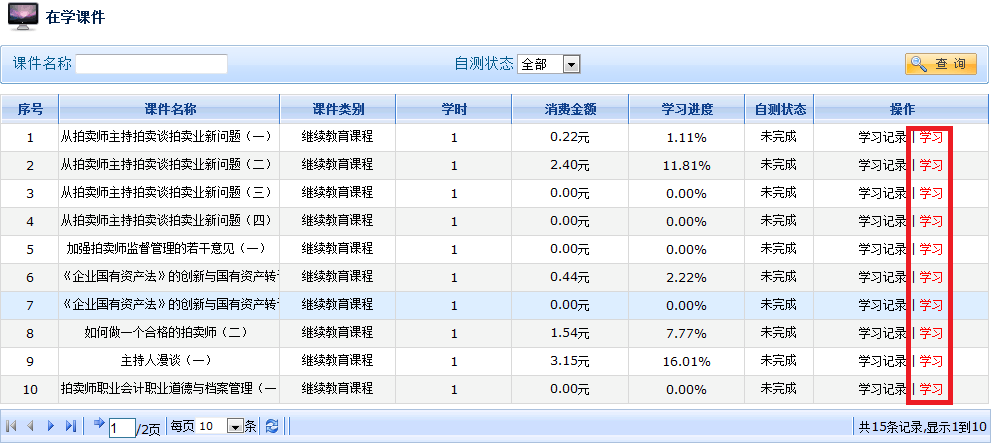 在学课件
课件名称 自测状态 全部 查 询
序号 课件名称 课件类别 学时 消费金额 学习进度 自测状态 操作
1 从拍卖师主持拍卖谈拍卖业新问题（一） 继续教育课程 1 0.22元 1.11% 未完成 学习记录 | 学习
2 从拍卖师主持拍卖谈拍卖业新问题（二） 继续教育课程 1 2.40元 11.81% 未完成 学习记录 | 学习
3 从拍卖师主持拍卖谈拍卖业新问题（三） 继续教育课程 1 0.00元 0.00% 未完成 学习记录 | 学习
4 从拍卖师主持拍卖谈拍卖业新问题（四） 继续教育课程 1 0.00元 0.00% 未完成 学习记录 | 学习
5 加强拍卖师监督管理的若干意见（一） 继续教育课程 1 0.00元 0.00% 未完成 学习记录 | 学习
6 《企业国有资产法》的创新与国有资产转 继续教育课程 1 0.44元 2.22% 未完成 学习记录 | 学习
7 《企业国有资产法》的创新与国有资产转 继续教育课程 1 0.00元 0.00% 未完成 学习记录 | 学习
8 如何做一个合格的拍卖师（二） 继续教育课程 1 1.54元 7.77% 未完成 学习记录 | 学习
9 主持人漫谈（一） 继续教育课程 1 3.15元 16.01% 未完成 学习记录 | 学习
10 拍卖师职业会计职业道德与档案管理（一 继续教育课程 1 0.00元 0.00% 未完成 学习记录 | 学习
1 /2页 每页 10 条 共15条记录,显示1到10